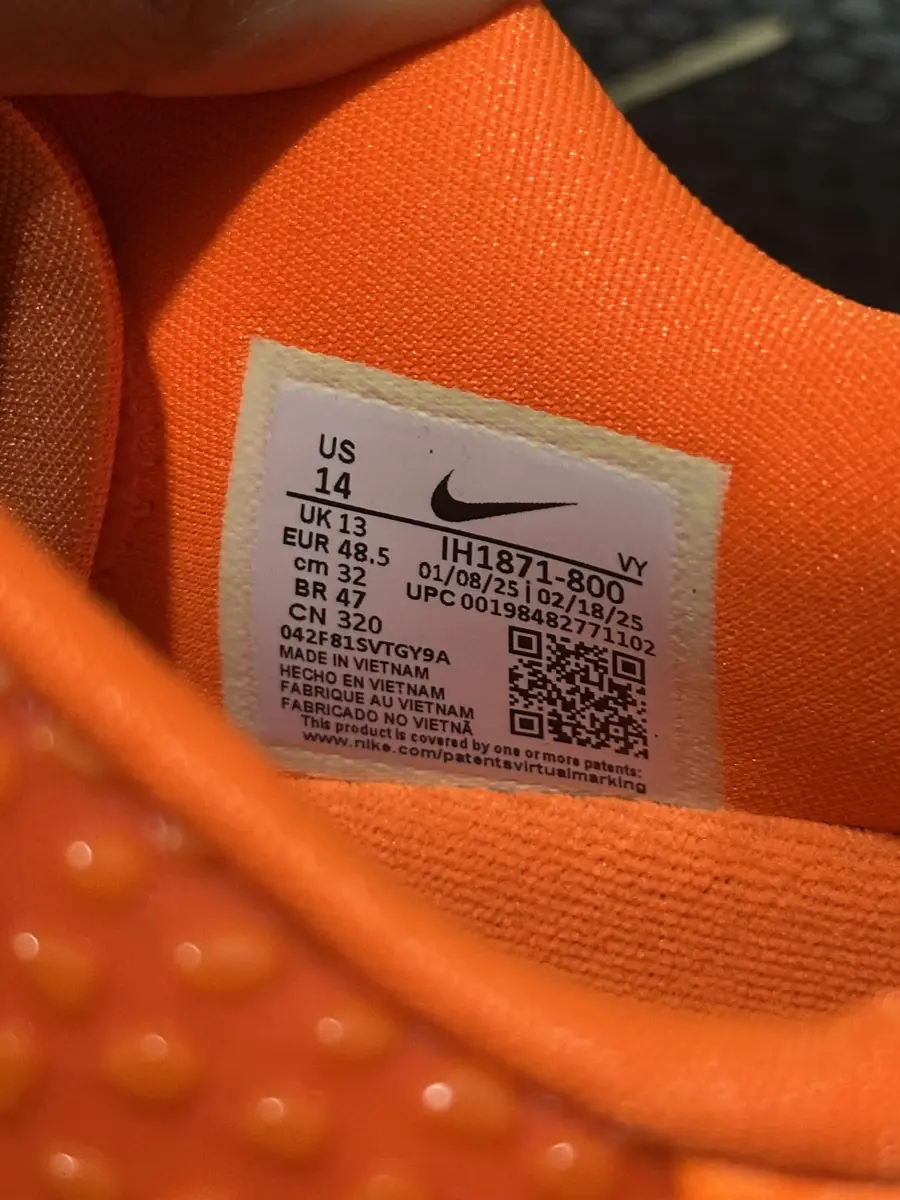 US
14
UK 13
EUR 48.5
cm 32
BR 47
CN 320
VY
IH1871-800
01/08/25 | 02/18/25
UPC 00198482771102
042F81SVTGY9A
MADE IN VIETNAM
HECHO EN VIETNAM
FABRIQUE AU VIETNAM
FABRICADO NO VIETNÃ
This product is covered by one or more patents:
www.nike.com/patentsvirtualmarking